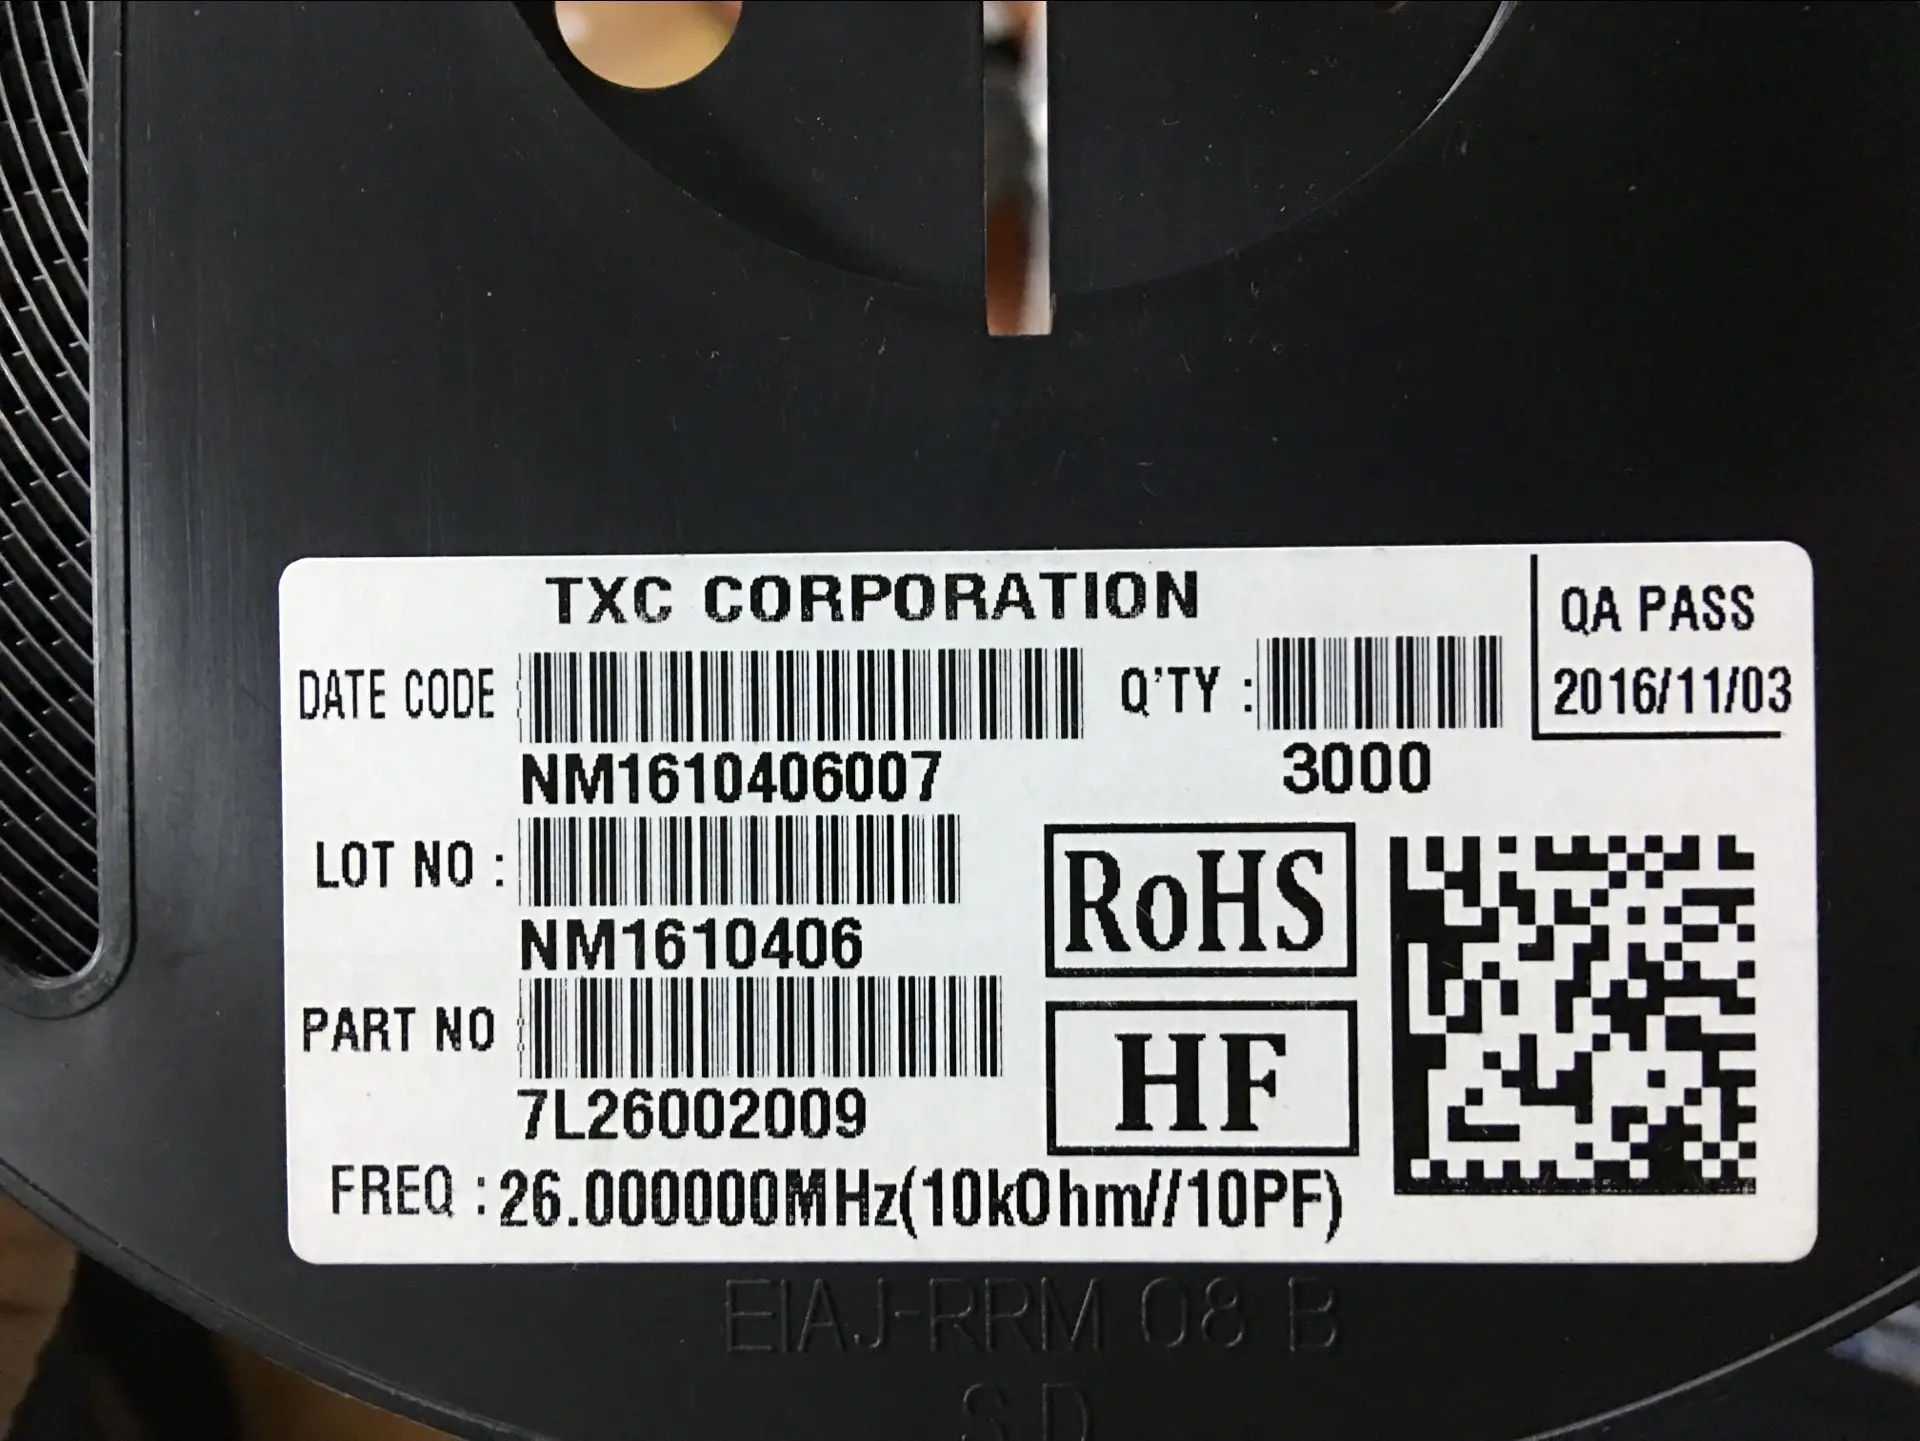 TXC CORPORATION
QA PASS
2016/11/03
DATE CODE
Q'TY :
NM1610406007
3000
LOT NO :
NM1610406
RoHS
PART NO
7L26002009
HF
FREQ : 26.000000MHz(10kOhm//10PF)
EIAJ-RRM 08 B
SD